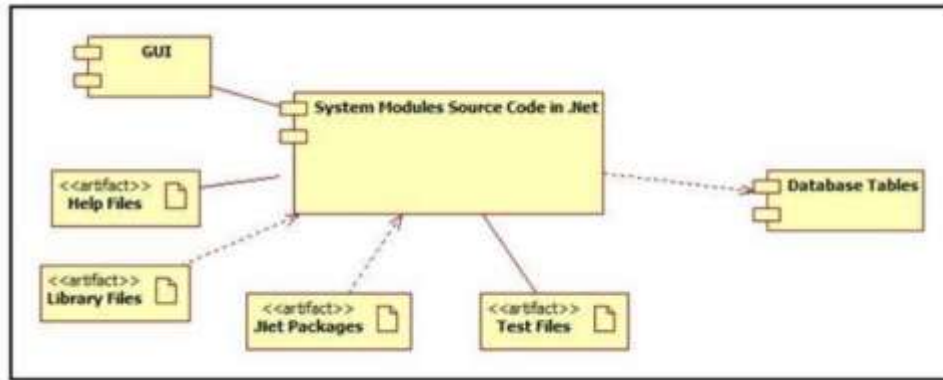 GUI
System Modules Source Code in .Net
<<artifact>>
Help Files
Database Tables
<<artifact>>
Library Files
<<artifact>>
.Net Packages
<<artifact>>
Test Files